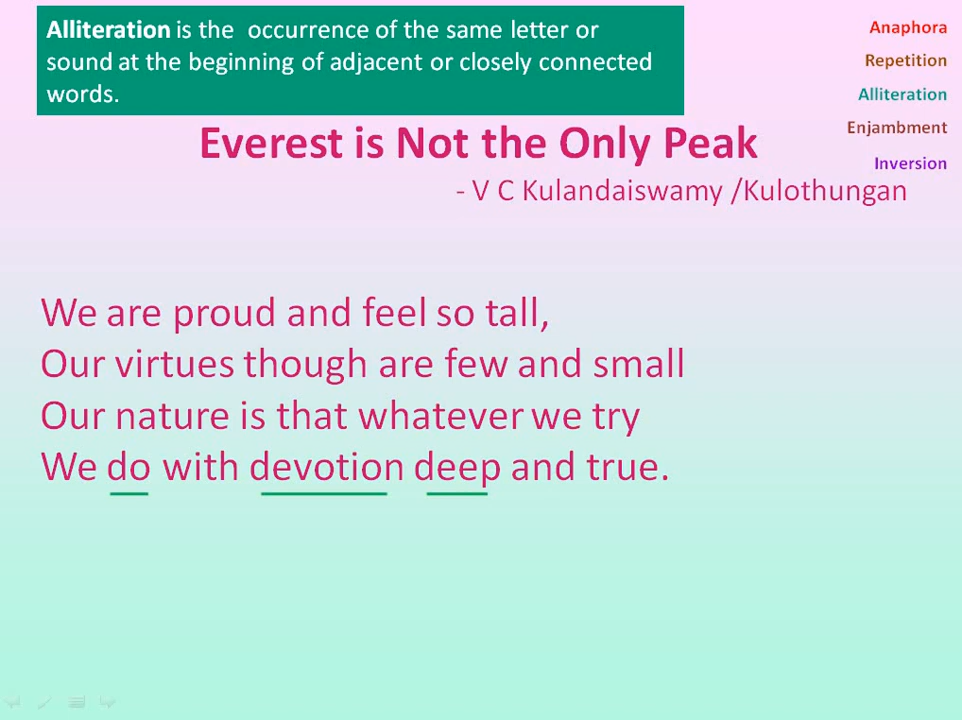 Alliteration is the occurrence of the same letter or
sound at the beginning of adjacent or closely connected
words.
Anaphora
Repetition
Alliteration
Enjambment
Inversion
Everest is Not the Only Peak
- V C Kulandaiswamy /Kulothungan
We are proud and feel so tall,
Our virtues though are few and small
Our nature is that whatever we try
We do with devotion deep and true.